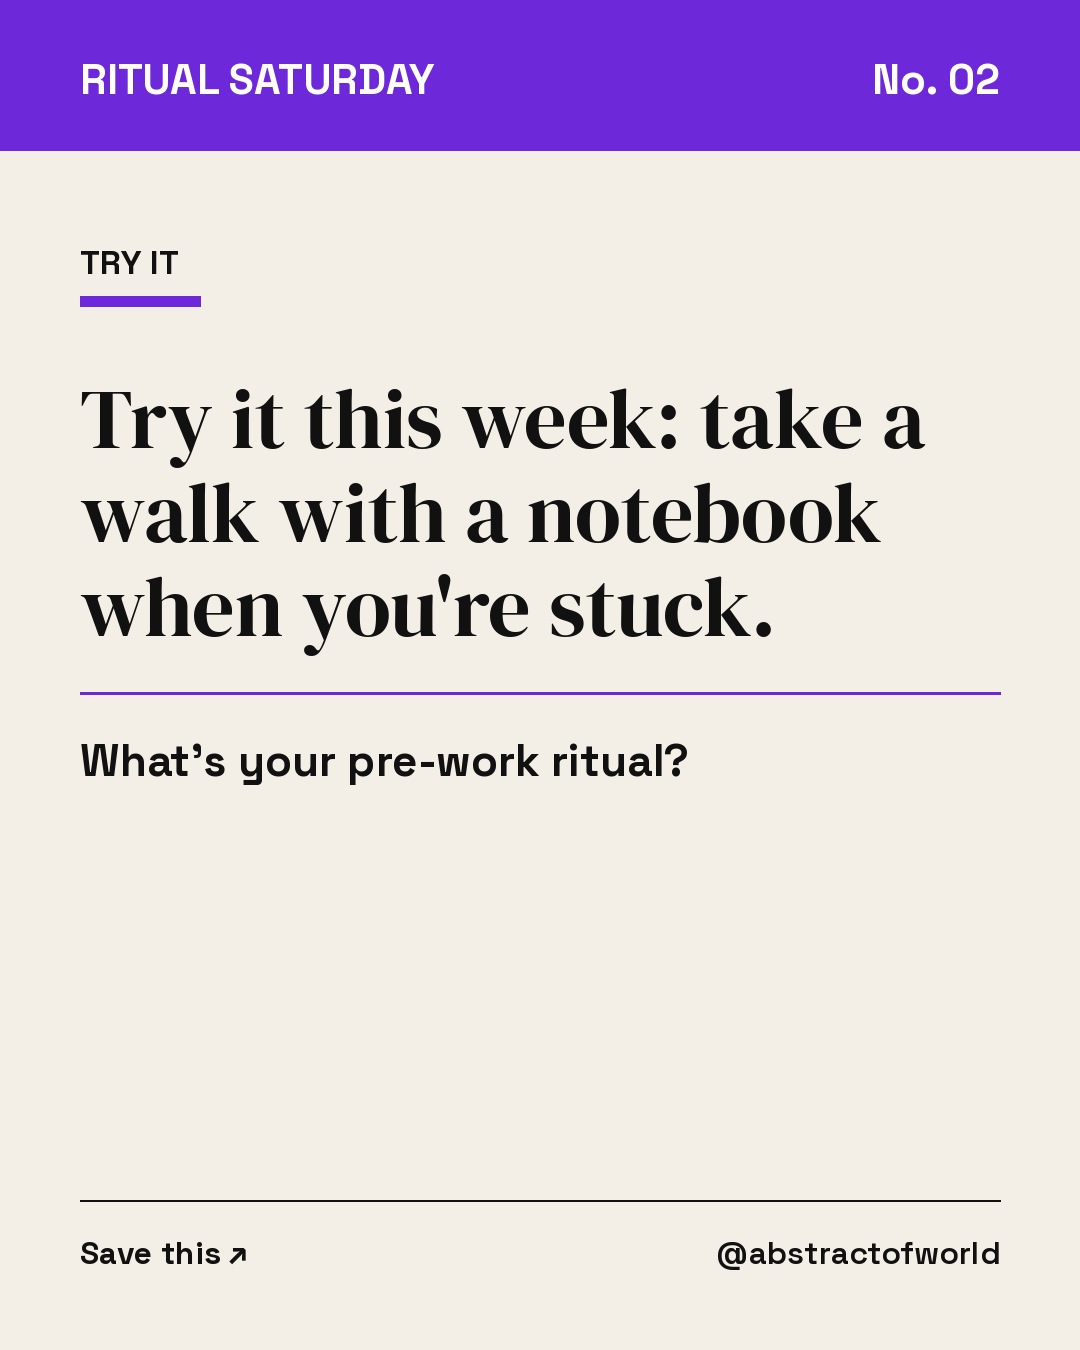 RITUAL SATURDAY
No. 02
TRY IT
Try it this week: take a
walk with a notebook
when you're stuck.
What’s your pre-work ritual?
Save this ↗
@abstractofworld